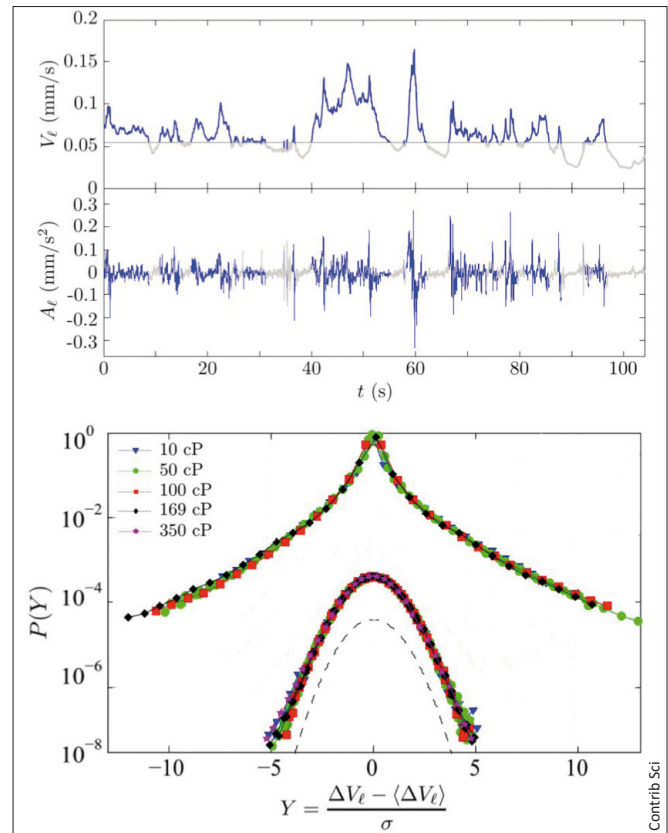 0.2
0.15
0.1
0.05
0
V_ℓ (mm/s)
0.3
0.2
0.1
0
-0.1
-0.2
-0.3
A_ℓ (mm/s²)
0 20 40 60 80 100
t (s)
10⁰
10⁻²
10⁻⁴
10⁻⁶
10⁻⁸
P(Y)
10 cP
50 cP
100 cP
169 cP
350 cP
−10 −5 0 5 10
Y = (ΔV_ℓ − ⟨ΔV_ℓ⟩) / σ
Contrib Sci